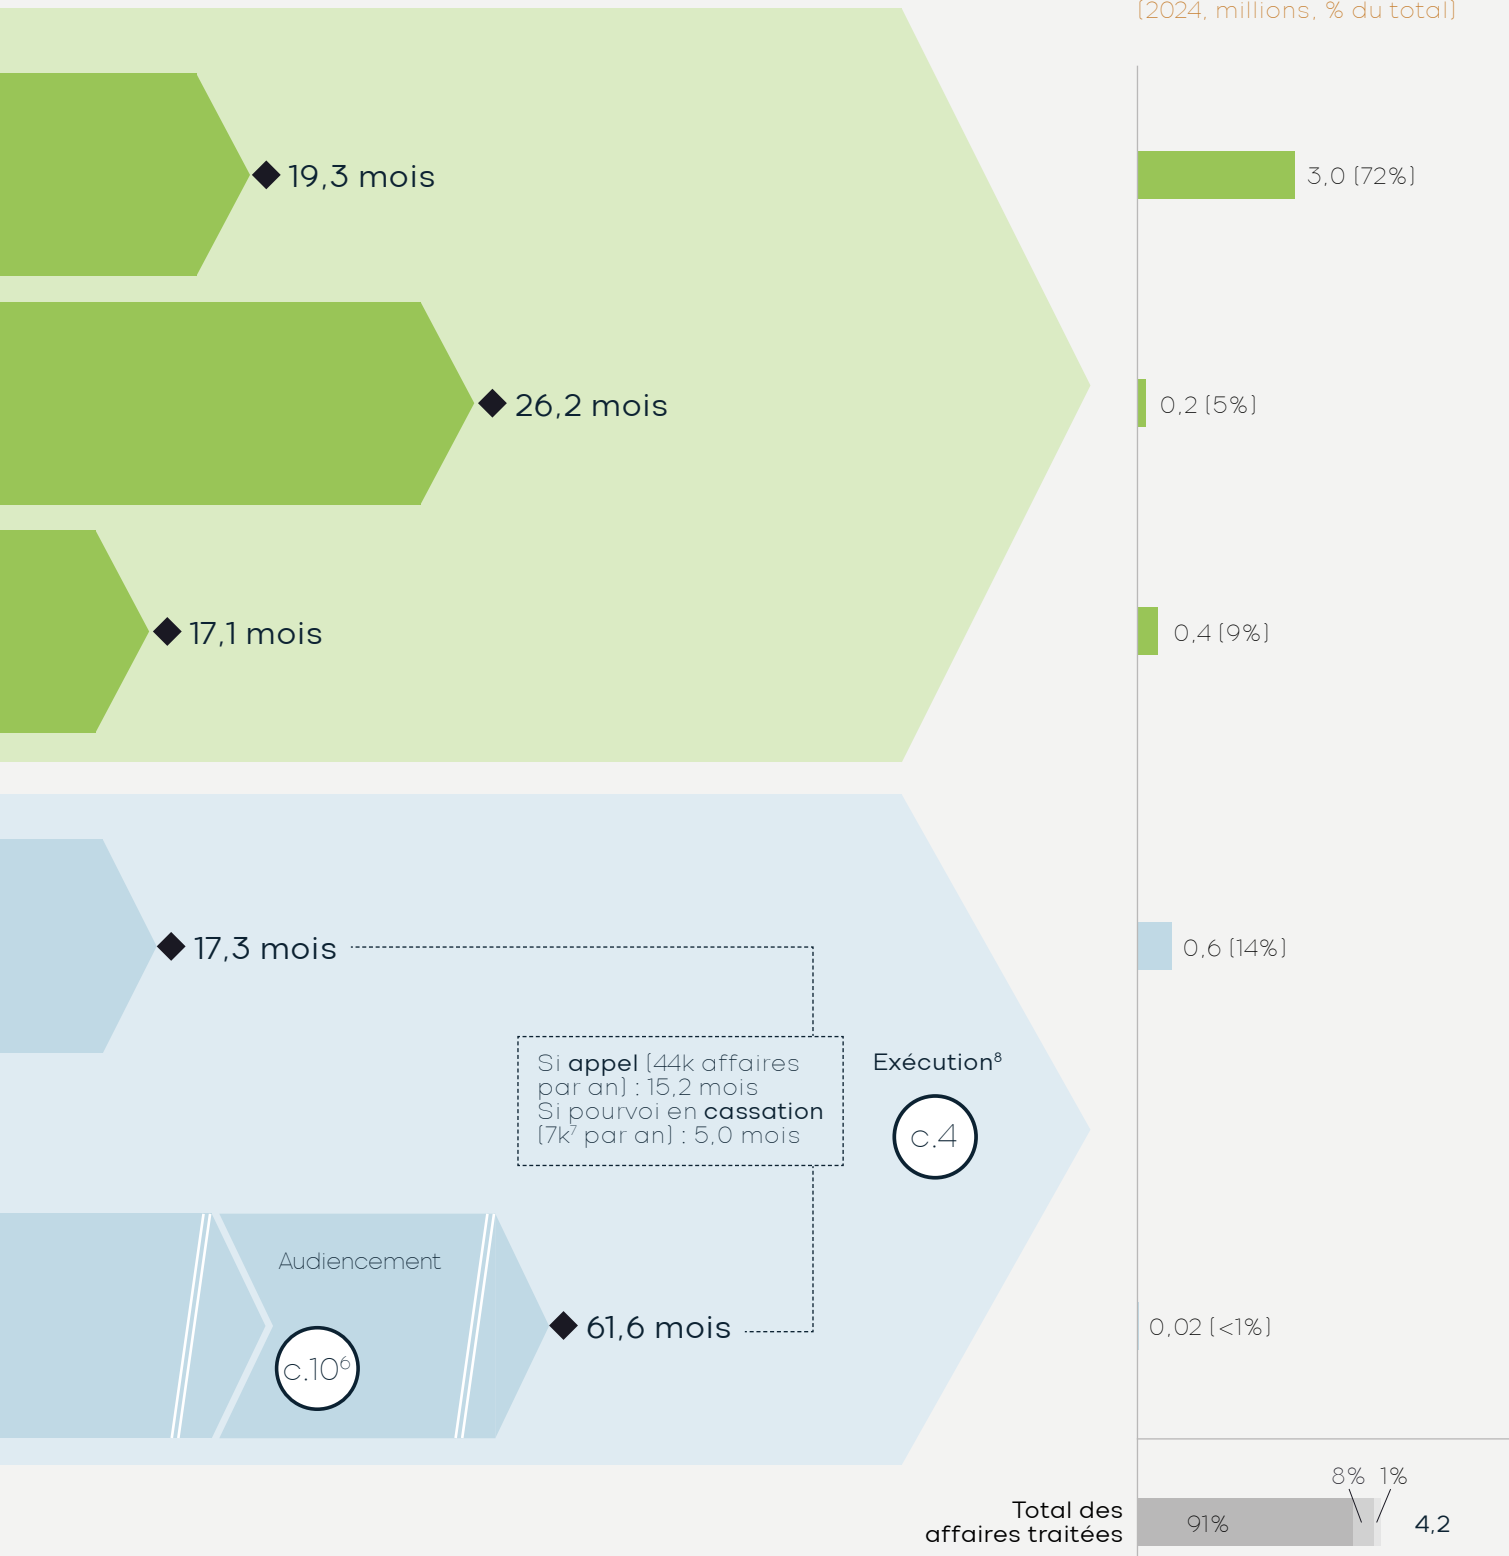 (2024, millions, % du total)
19,3 mois
3,0 (72%)
26,2 mois
0,2 (5%)
17,1 mois
0,4 (9%)
17,3 mois
0,6 (14%)
Si appel (44k affaires
par an) : 15,2 mois
Si pourvoi en cassation
(7k⁷ par an) : 5,0 mois
Exécution⁸
c.4
Audiencement
c.10⁶
61,6 mois
0,02 (<1%)
8% 1%
Total des
affaires traitées
91%
4,2